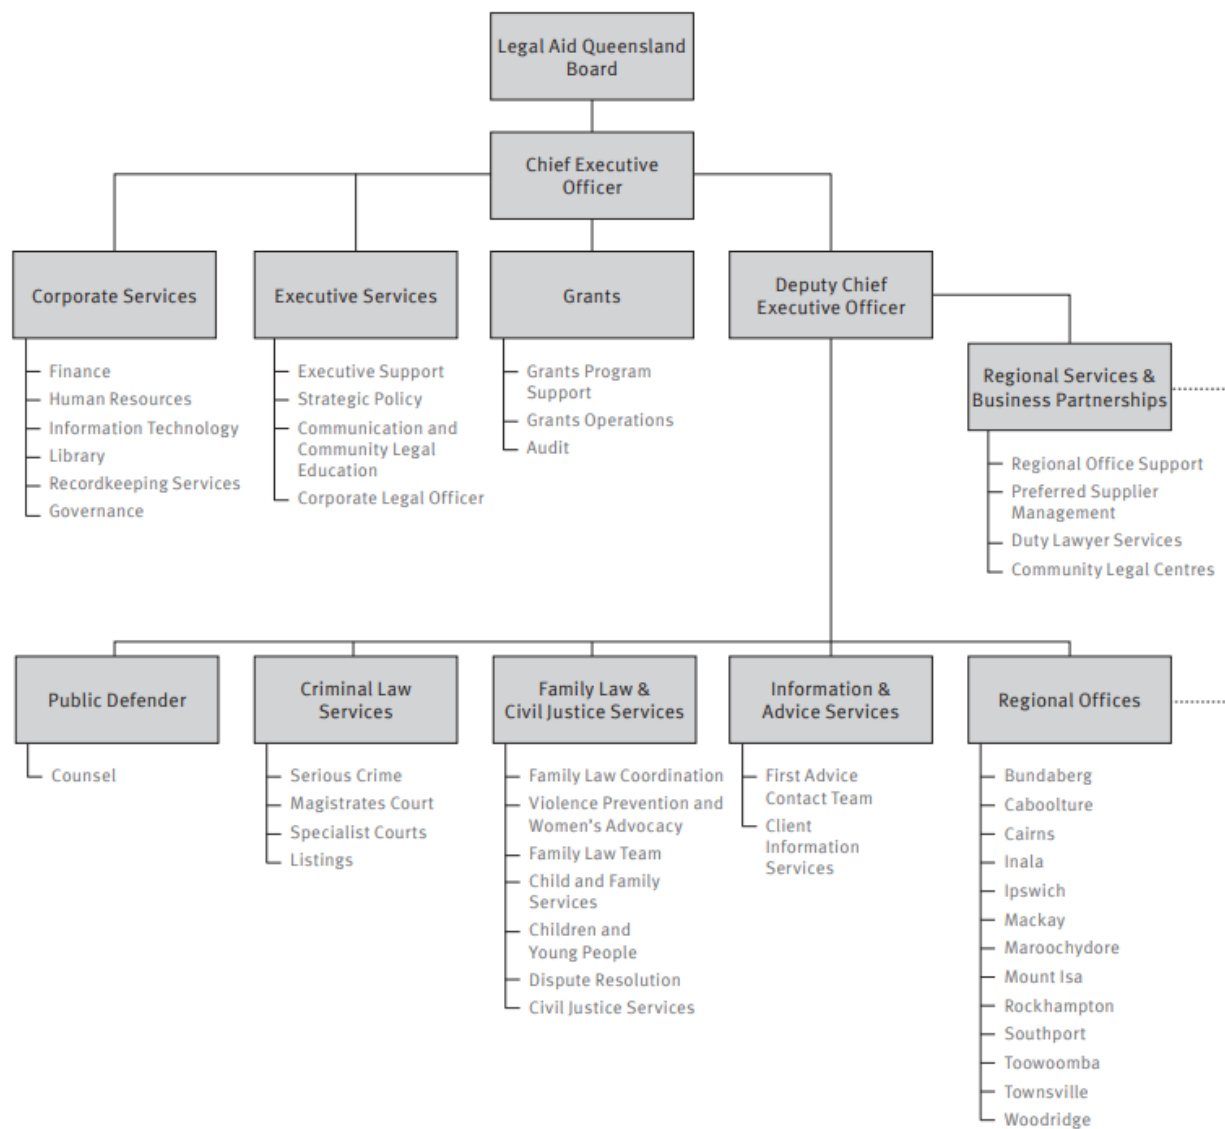 Legal Aid Queensland
Board
Chief Executive
Officer
Corporate Services
Executive Services
Grants
Deputy Chief
Executive Officer
Finance
Human Resources
Information Technology
Library
Recordkeeping Services
Governance
Executive Support
Strategic Policy
Communication and
Community Legal
Education
Corporate Legal Officer
Grants Program
Support
Grants Operations
Audit
Regional Services &
Business Partnerships
Regional Office Support
Preferred Supplier
Management
Duty Lawyer Services
Community Legal Centres
Public Defender
Criminal Law
Services
Family Law &
Civil Justice Services
Information &
Advice Services
Regional Offices
Counsel
Serious Crime
Magistrates Court
Specialist Courts
Listings
Family Law Coordination
Violence Prevention and
Women's Advocacy
Family Law Team
Child and Family
Services
Children and
Young People
Dispute Resolution
Civil Justice Services
First Advice
Contact Team
Client
Information
Services
Bundaberg
Caboolture
Cairns
Inala
Ipswich
Mackay
Maroochydore
Mount Isa
Rockhampton
Southport
Toowoomba
Townsville
Woodridge